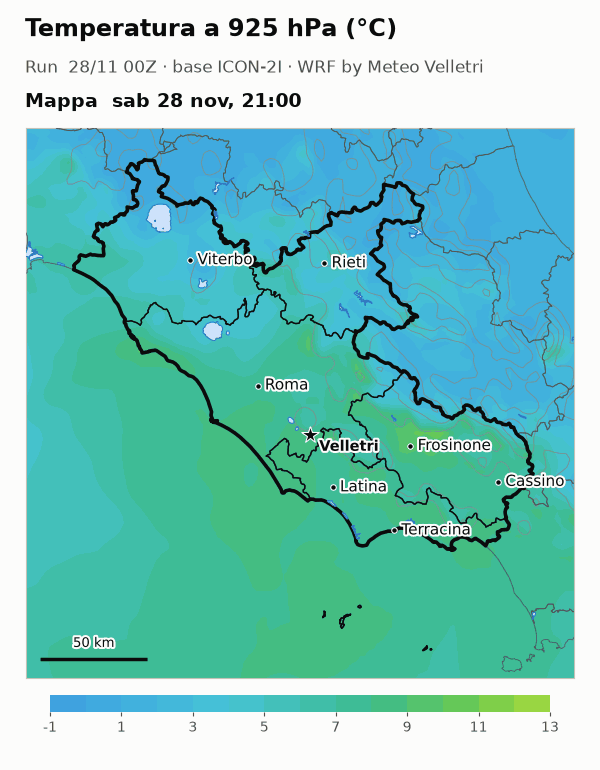 Temperatura a 925 hPa (°C)
Run  28/11 00Z · base ICON-2I · WRF by Meteo Velletri
Mappa  sab 28 nov, 21:00
Viterbo
Rieti
Roma
Velletri
Frosinone
Latina
Cassino
Terracina
50 km
-1 1 3 5 7 9 11 13